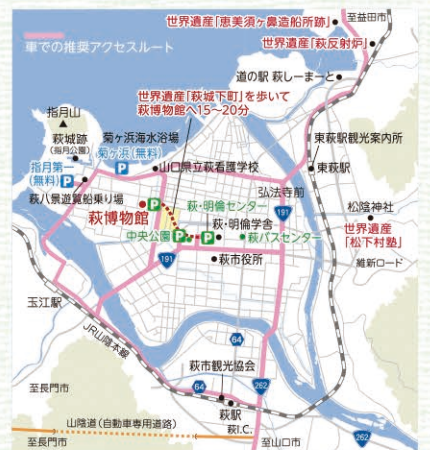 車での推奨アクセスルート
至益田市
世界遺産「恵美須ヶ鼻造船所跡」
世界遺産「萩反射炉」
道の駅 萩しーまーと
世界遺産「萩城下町」を歩いて
萩博物館へ15～20分
指月山
萩城跡
(指月公園)
菊ヶ浜海水浴場
菊ヶ浜(無料)
P
山口県立萩看護学校
東萩駅観光案内所
東萩駅
指月第一
(無料)
P
萩八景遊覧船乗り場
弘法寺前
191
松陰神社
世界遺産
「松下村塾」
維新ロード
萩博物館
P
萩・明倫センター
萩・明倫学舎
中央公園
P
P
萩バスセンター
191
萩市役所
玉江駅
JR山陰本線
64
萩市観光協会
64
262
萩駅
萩I.C.
至長門市
山陰道(自動車専用道路)
至長門市
至山口市
262